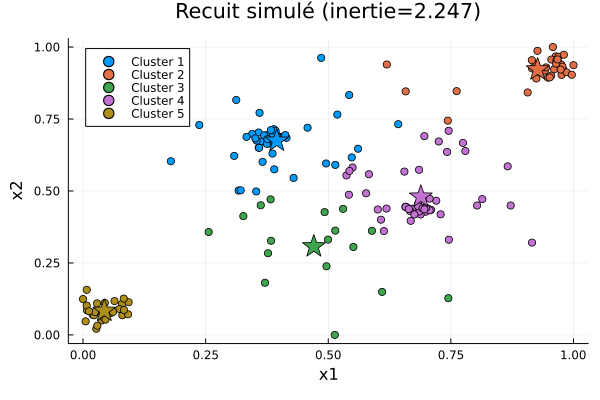 Recuit simulé (inertie=2.247)
1.00
0.75
0.50
0.25
0.00
x2
Cluster 1
Cluster 2
Cluster 3
Cluster 4
Cluster 5
0.00 0.25 0.50 0.75 1.00
x1